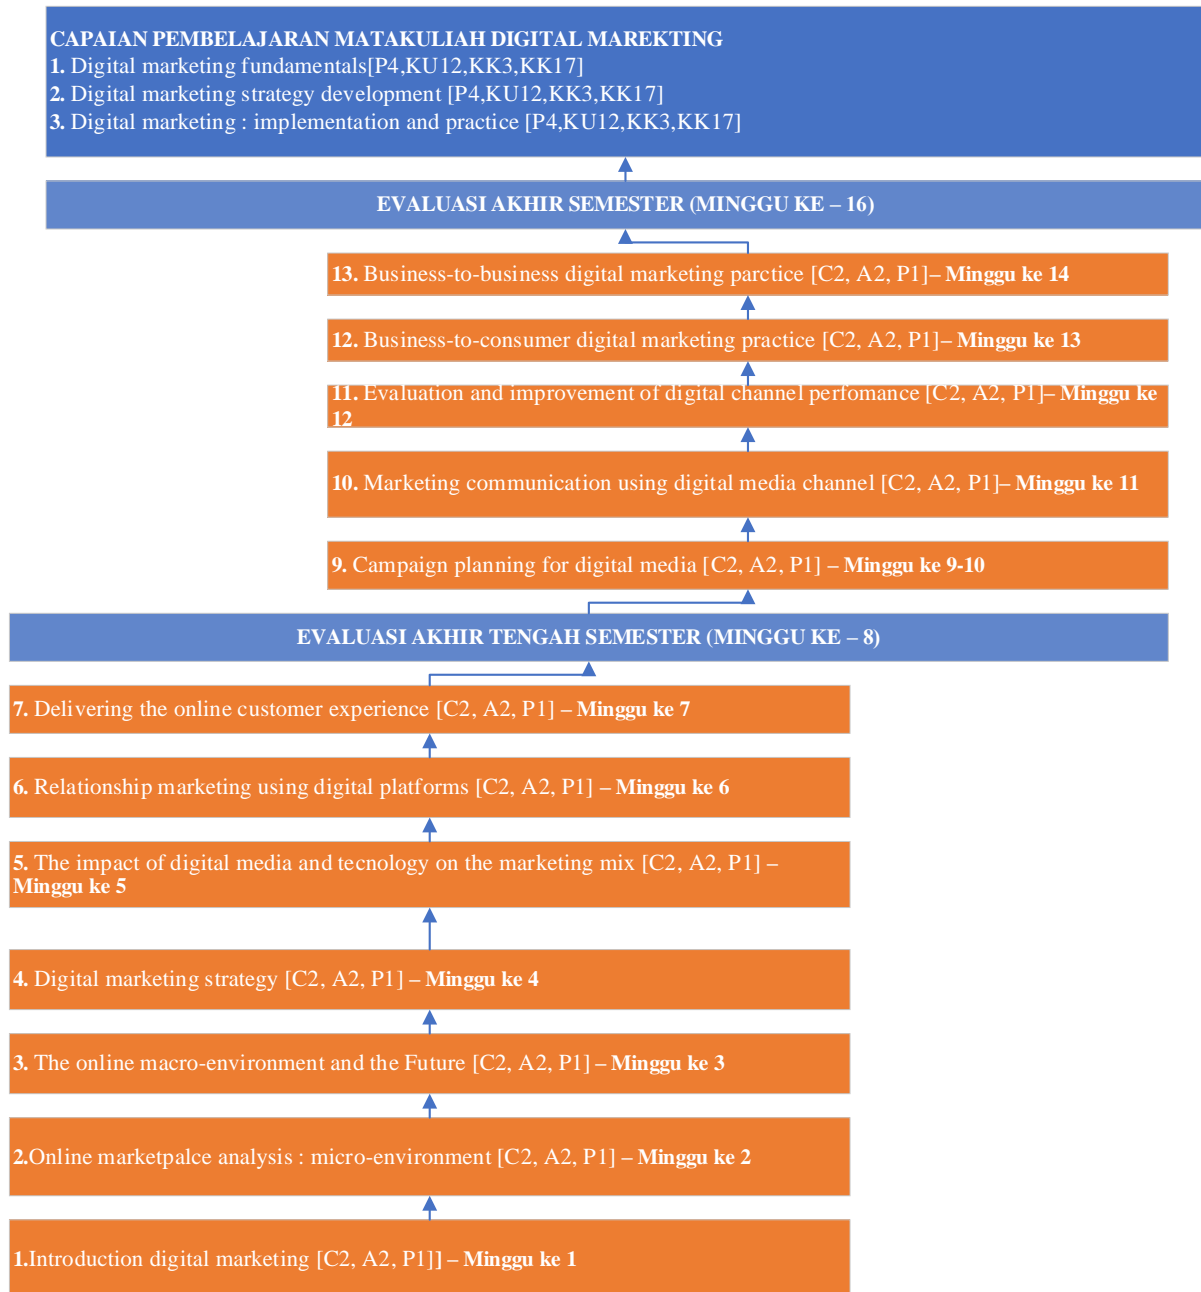 CAPAIAN PEMBELAJARAN MATAKULIAH DIGITAL MAREKTING
1. Digital marketing fundamentals[P4,KU12,KK3,KK17]
2. Digital marketing strategy development [P4,KU12,KK3,KK17]
3. Digital marketing : implementation and practice [P4,KU12,KK3,KK17]
EVALUASI AKHIR SEMESTER (MINGGU KE – 16)
13. Business-to-business digital marketing parctice [C2, A2, P1]– Minggu ke 14
12. Business-to-consumer digital marketing practice [C2, A2, P1]– Minggu ke 13
11. Evaluation and improvement of digital channel perfomance [C2, A2, P1]– Minggu ke
12
10. Marketing communication using digital media channel [C2, A2, P1]– Minggu ke 11
9. Campaign planning for digital media [C2, A2, P1] – Minggu ke 9-10
EVALUASI AKHIR TENGAH SEMESTER (MINGGU KE – 8)
7. Delivering the online customer experience [C2, A2, P1] – Minggu ke 7
6. Relationship marketing using digital platforms [C2, A2, P1] – Minggu ke 6
5. The impact of digital media and tecnology on the marketing mix [C2, A2, P1] –
Minggu ke 5
4. Digital marketing strategy [C2, A2, P1] – Minggu ke 4
3. The online macro-environment and the Future [C2, A2, P1] – Minggu ke 3
2.Online marketpalce analysis : micro-environment [C2, A2, P1] – Minggu ke 2
1.Introduction digital marketing [C2, A2, P1]] – Minggu ke 1